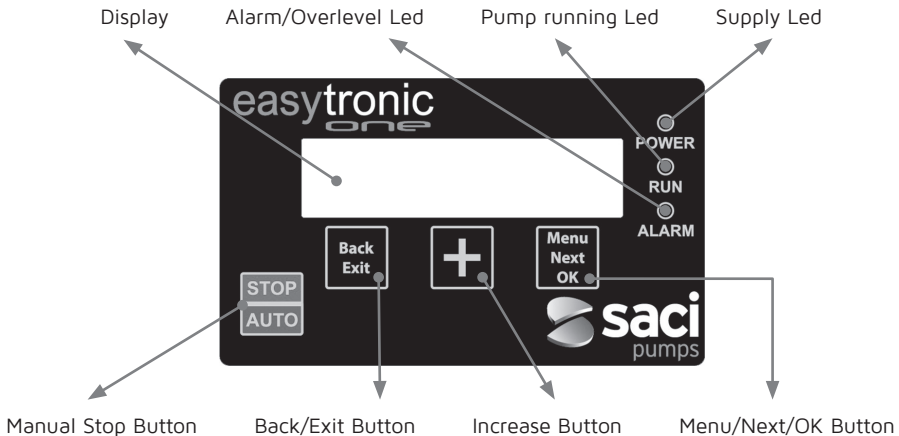 Display
Alarm/Overlevel Led
Pump running Led
Supply Led
easytronic
one
POWER
RUN
ALARM
Back
Exit
+
Menu
Next
OK
STOP
AUTO
saci
pumps
Manual Stop Button
Back/Exit Button
Increase Button
Menu/Next/OK Button